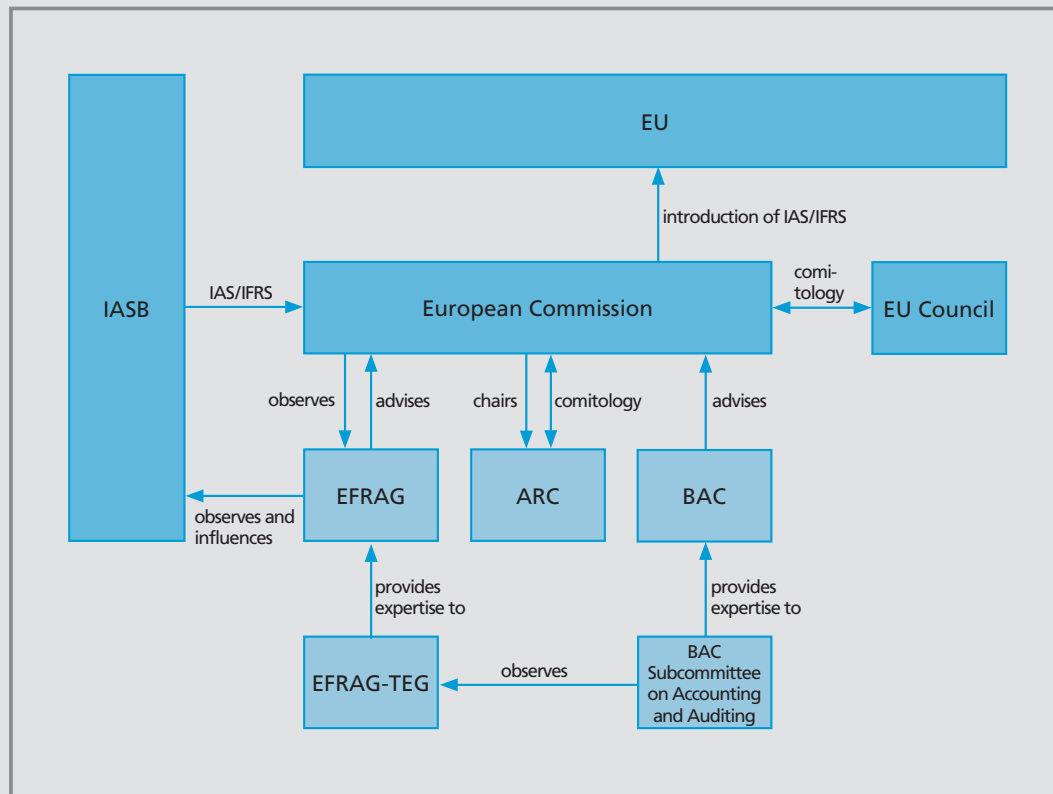 EU
introduction of IAS/IFRS
IASB
IAS/IFRS
European Commission
comi-
tology
EU Council
observes
advises
chairs
comitology
advises
EFRAG
ARC
BAC
observes and
influences
provides
expertise to
provides
expertise to
EFRAG-TEG
observes
BAC
Subcommittee
on Accounting
and Auditing